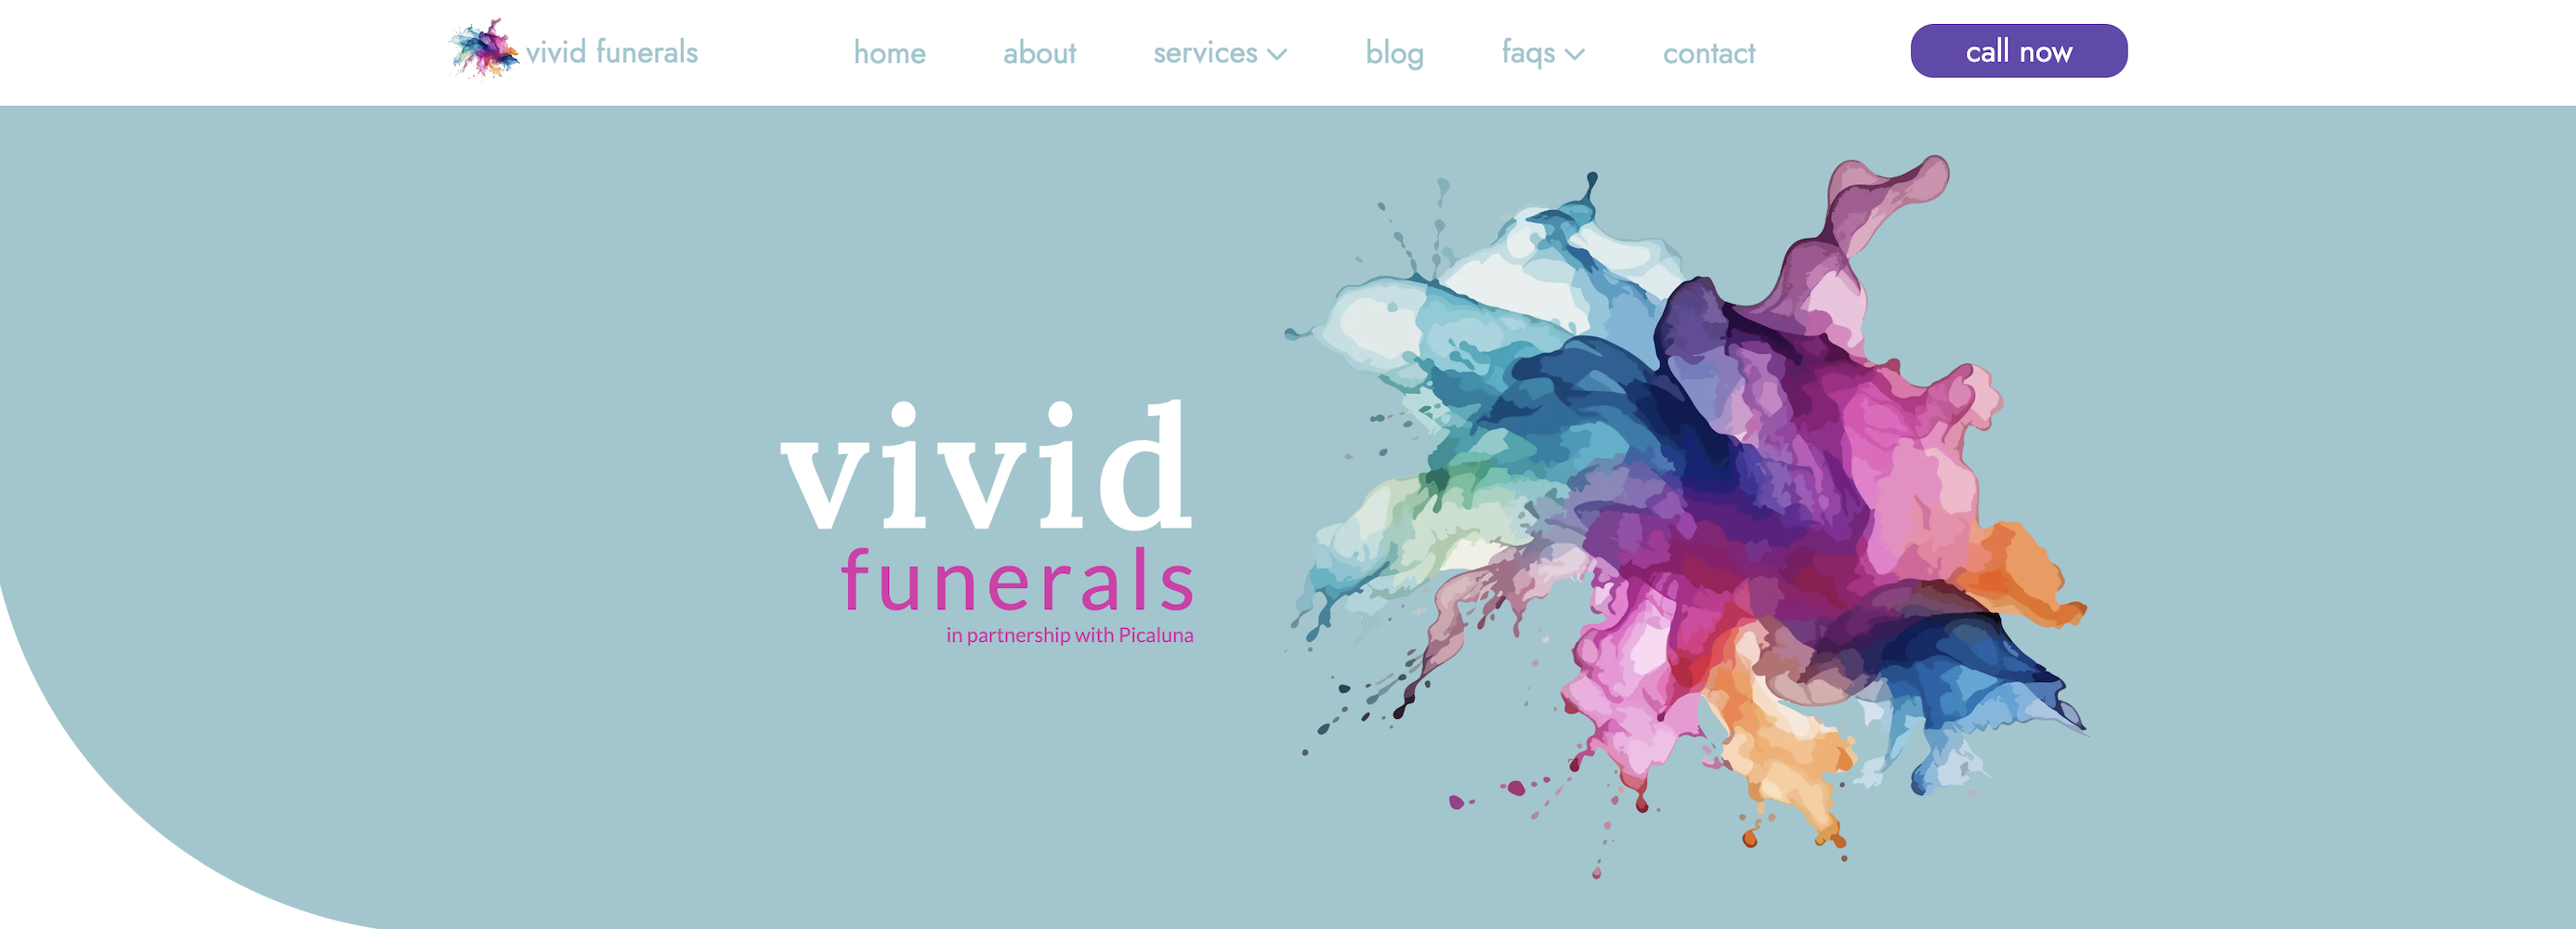 vivid funerals
home
about
services
blog
faqs
contact
call now
vivid
funerals
in partnership with Picaluna